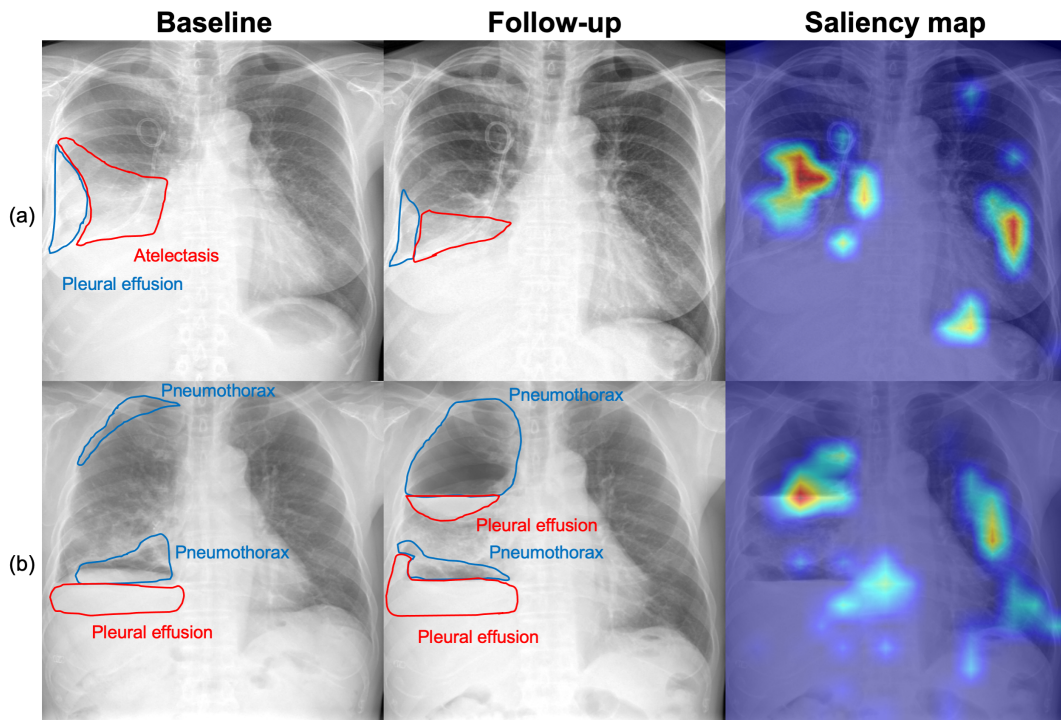 Baseline
Follow-up
Saliency map
(a)
Atelectasis
Pleural effusion
(b)
Pneumothorax
Pneumothorax
Pleural effusion
Pneumothorax
Pleural effusion
Pneumothorax
Pleural effusion